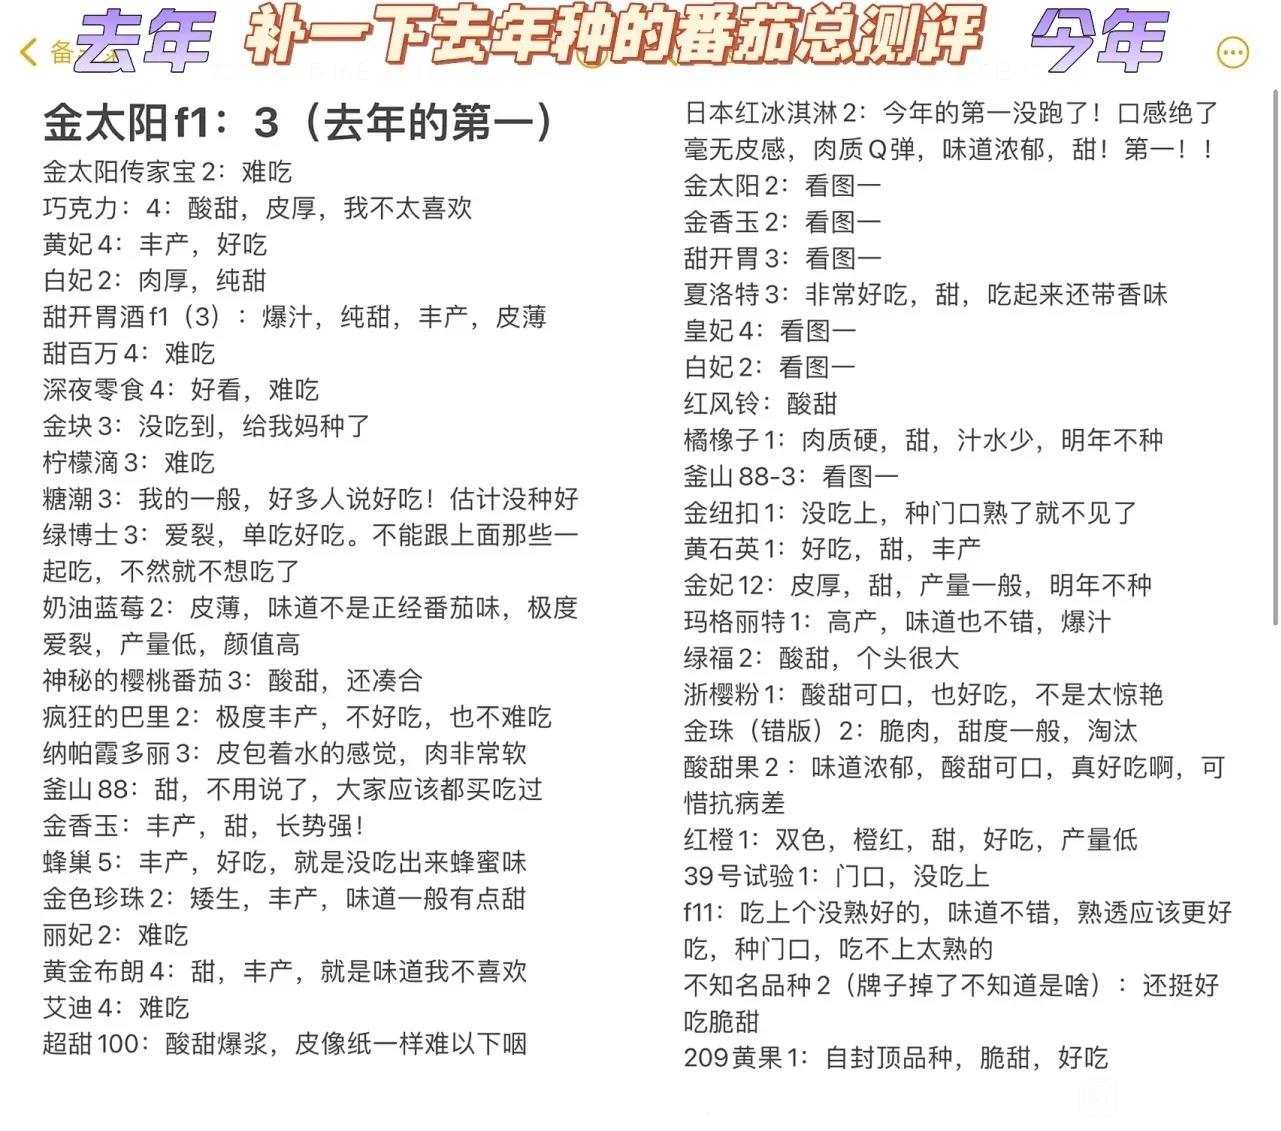 去年
补一下去年种的番茄总测评
今年
金太阳f1：3（去年的第一）
金太阳传家宝2：难吃
巧克力：4：酸甜，皮厚，我不太喜欢
黄妃4：丰产，好吃
白妃2：肉厚，纯甜
甜开胃酒f1（3）：爆汁，纯甜，丰产，皮薄
甜百万4：难吃
深夜零食4：好看，难吃
金块3：没吃到，给我妈种了
柠檬滴3：难吃
糖潮3：我的一般，好多人说好吃！估计没种好
绿博士3：爱裂，单吃好吃。不能跟上面那些一
起吃，不然就不想吃了
奶油蓝莓2：皮薄，味道不是正经番茄味，极度
爱裂，产量低，颜值高
神秘的樱桃番茄3：酸甜，还凑合
疯狂的巴里2：极度丰产，不好吃，也不难吃
纳帕霞多丽3：皮包着水的感觉，肉非常软
釜山88：甜，不用说了，大家应该都买吃过
金香玉：丰产，甜，长势强！
蜂巢5：丰产，好吃，就是没吃出来蜂蜜味
金色珍珠2：矮生，丰产，味道一般有点甜
丽妃2：难吃
黄金布朗4：甜，丰产，就是味道我不喜欢
艾迪4：难吃
超甜100：酸甜爆浆，皮像纸一样难以下咽
日本红冰淇淋2：今年的第一没跑了！口感绝了
毫无皮感，肉质Q弹，味道浓郁，甜！第一！！
金太阳2：看图一
金香玉2：看图一
甜开胃3：看图一
夏洛特3：非常好吃，甜，吃起来还带香味
皇妃4：看图一
白妃2：看图一
红风铃：酸甜
橘橡子1：肉质硬，甜，汁水少，明年不种
釜山88-3：看图一
金纽扣1：没吃上，种门口熟了就不见了
黄石英1：好吃，甜，丰产
金妃12：皮厚，甜，产量一般，明年不种
玛格丽特1：高产，味道也不错，爆汁
绿福2：酸甜，个头很大
浙樱粉1：酸甜可口，也好吃，不是太惊艳
金珠（错版）2：脆肉，甜度一般，淘汰
酸甜果2：味道浓郁，酸甜可口，真好吃啊，可
惜抗病差
红橙1：双色，橙红，甜，好吃，产量低
39号试验1：门口，没吃上
f11：吃上个没熟好的，味道不错，熟透应该更好
吃，种门口，吃不上太熟的
不知名品种2（牌子掉了不知道是啥）：还挺好
吃脆甜
209黄果1：自封顶品种，脆甜，好吃